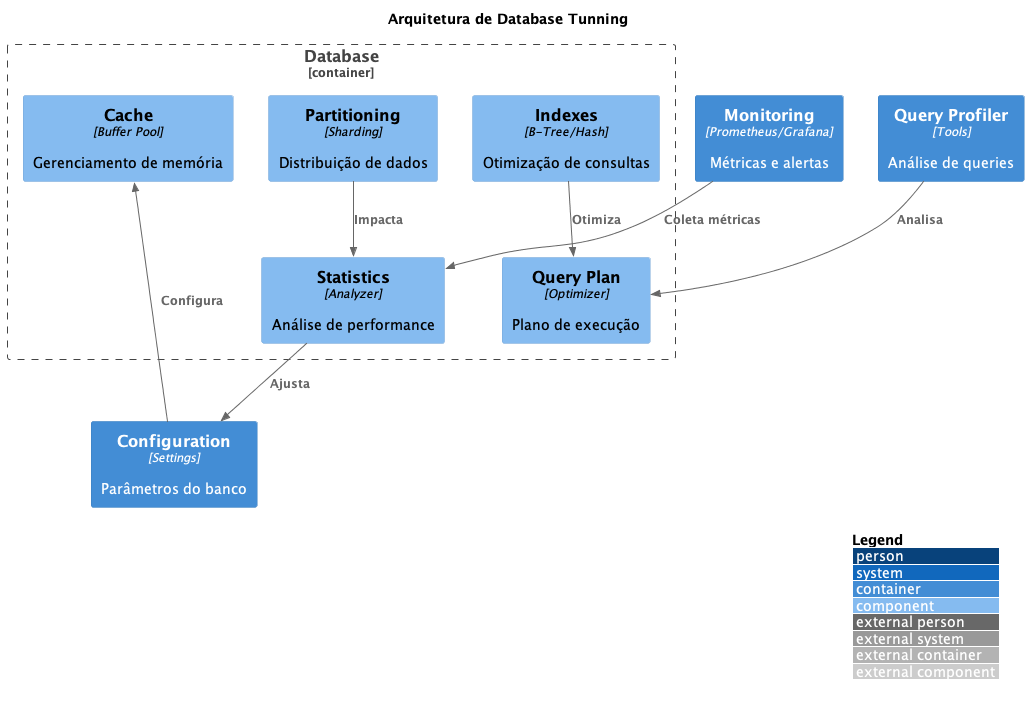 Arquitetura de Database Tunning
Database
[container]
Cache
[Buffer Pool]
Gerenciamento de memória
Partitioning
[Sharding]
Distribuição de dados
Indexes
[B-Tree/Hash]
Otimização de consultas
Monitoring
[Prometheus/Grafana]
Métricas e alertas
Query Profiler
[Tools]
Análise de queries
Impacta
Otimiza
Coleta métricas
Analisa
Statistics
[Analyzer]
Análise de performance
Query Plan
[Optimizer]
Plano de execução
Configura
Ajusta
Configuration
[Settings]
Parâmetros do banco
Legend
person
system
container
component
external person
external system
external container
external component